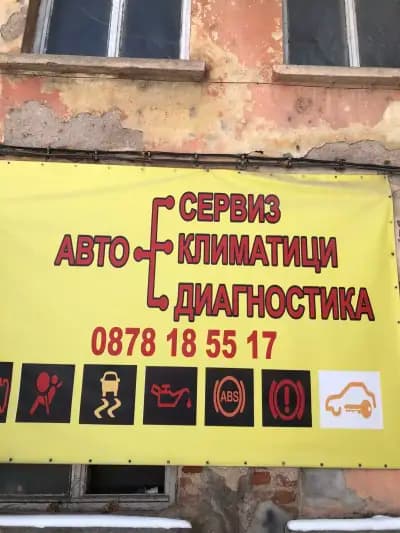 СЕРВИЗ
АВТО КЛИМАТИЦИ
ДИАГНОСТИКА
0878 18 55 17
ABS